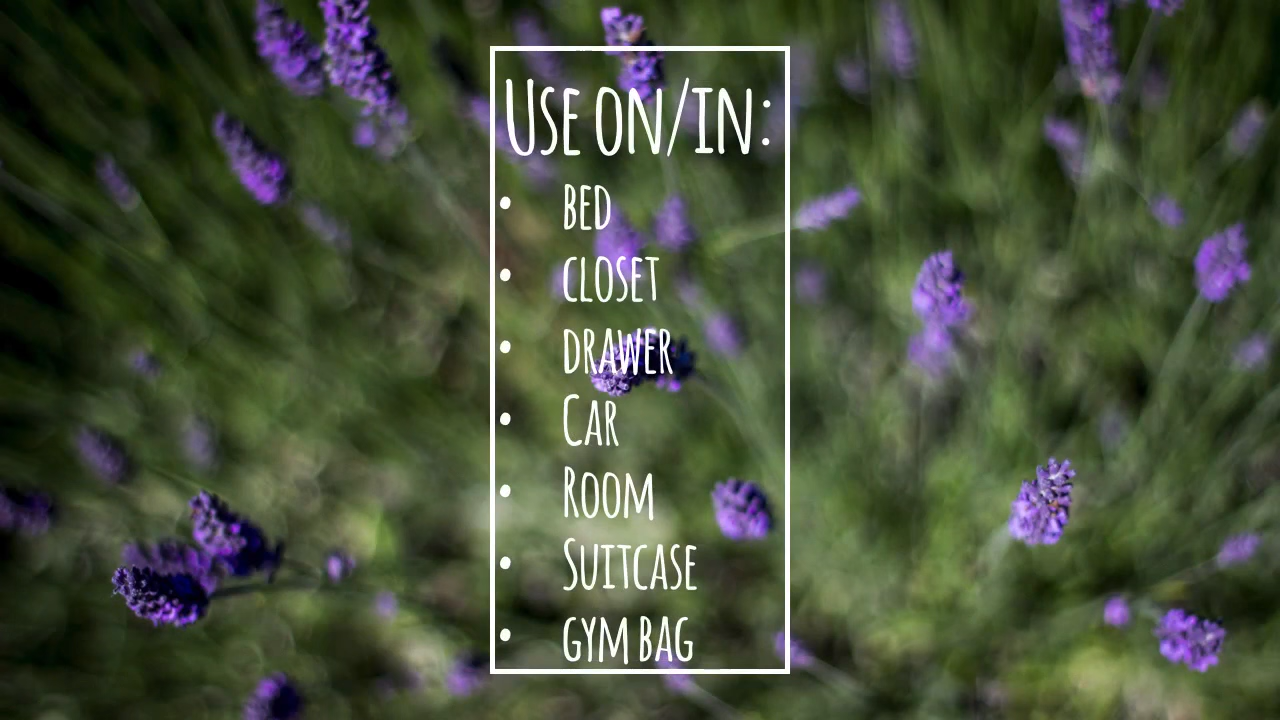 Use on/in:
• bed
• closet
• drawer
• Car
• Room
• Suitcase
• gym bag